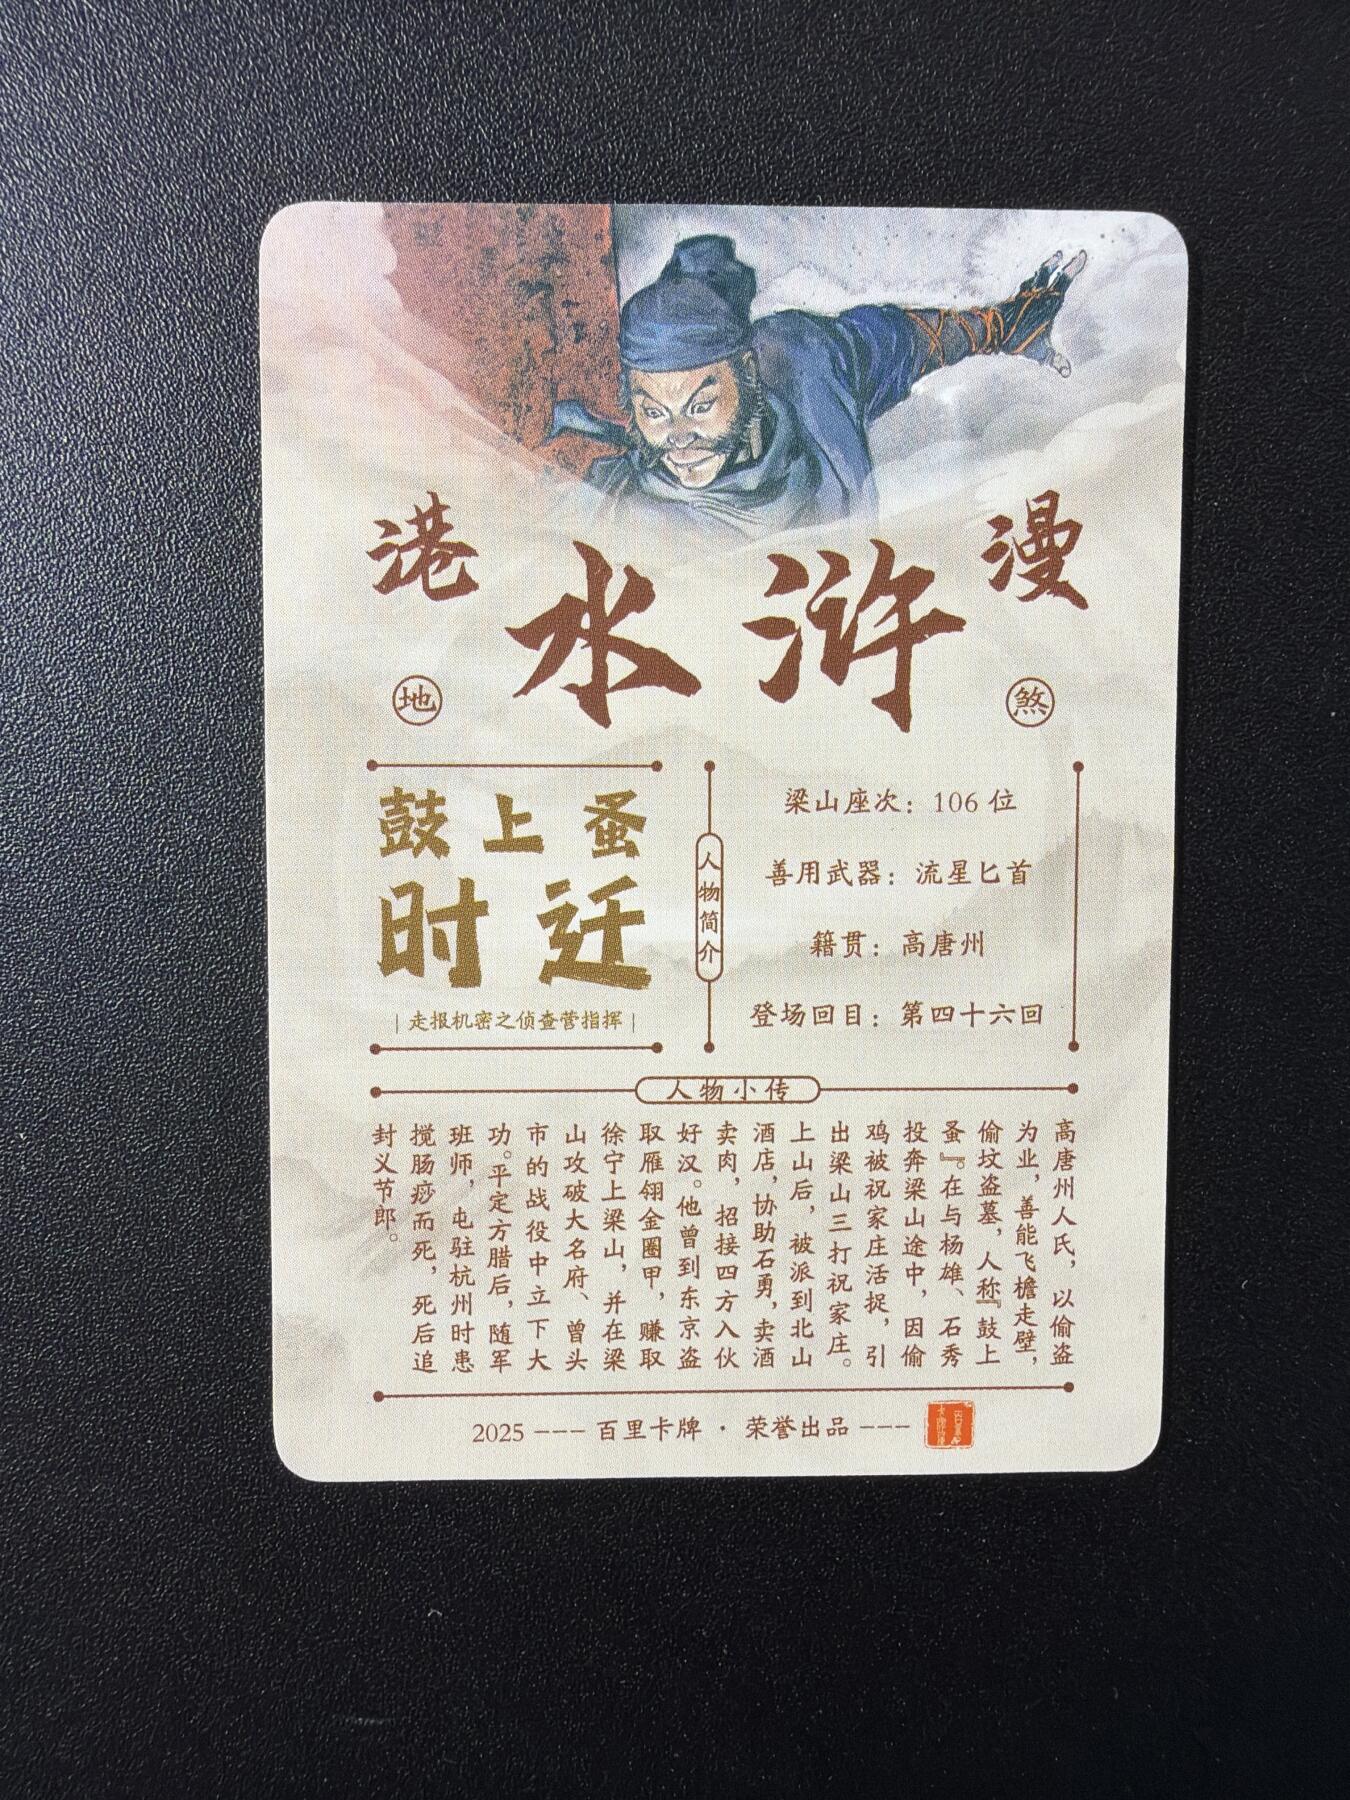 港
水浒
漫
地
煞
鼓上蚤
时迁
走报机密之侦查营指挥
人物简介
梁山座次：106 位
善用武器：流星匕首
籍贯：高唐州
登场回目：第四十六回
人物小传
高唐州人氏，以偷盗
为业，善能飞檐走壁，
偷坟盗墓，人称『鼓上
蚤』。在与杨雄、石秀
投奔梁山途中，因偷
鸡被祝家庄活捉，引
出梁山三打祝家庄。
上山后，被派到北山
酒店，协助石勇，卖酒
卖肉，招接四方入伙
好汉。他曾到东京盗
取雁翎金圈甲，赚取
徐宁上梁山，并在梁
山攻破大名府、曾头
市的战役中立下大
功。平定方腊后，随军
班师，屯驻杭州时患
搅肠痧而死，死后追
封义节郎。
2025 --- 百里卡牌 · 荣誉出品 ---